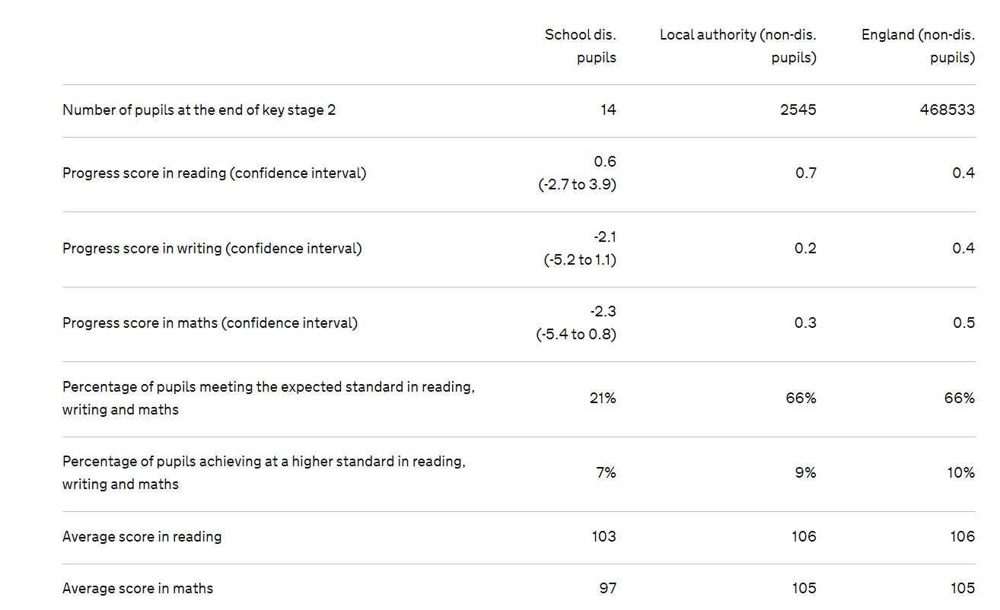 School dis. pupils Local authority (non-dis. pupils) England (non-dis. pupils)
Number of pupils at the end of key stage 2 14 2545 468533
Progress score in reading (confidence interval) 0.6 (-2.7 to 3.9) 0.7 0.4
Progress score in writing (confidence interval) -2.1 (-5.2 to 1.1) 0.2 0.4
Progress score in maths (confidence interval) -2.3 (-5.4 to 0.8) 0.3 0.5
Percentage of pupils meeting the expected standard in reading, writing and maths 21% 66% 66%
Percentage of pupils achieving at a higher standard in reading, writing and maths 7% 9% 10%
Average score in reading 103 106 106
Average score in maths 97 105 105